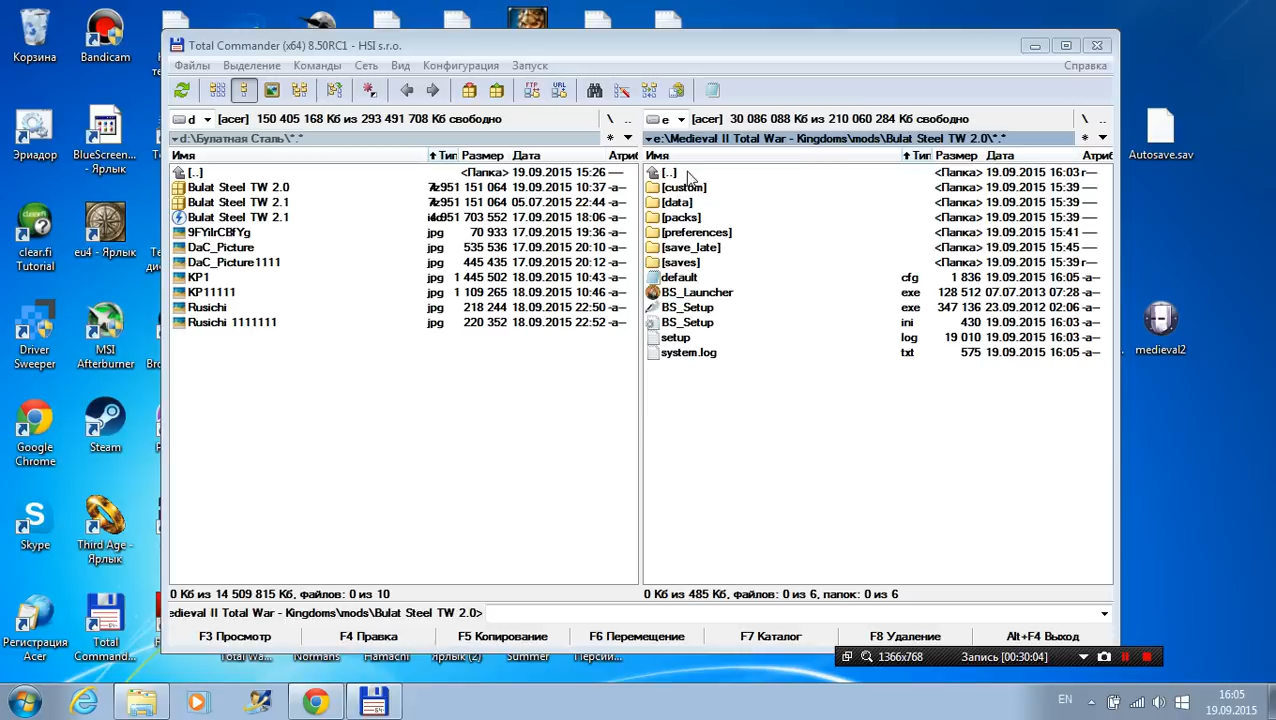 Total Commander (x64) 8.50RC1 - HSI s.r.o.
Файлы Выделение Команды Сеть Вид Конфигурация Запуск Справка
FTP URL
d [acer] 150 405 168 Кб из 293 491 708 Кб свободно \ ..
e [acer] 30 086 088 Кб из 210 060 284 Кб свободно \ ..
d:\Булатная Сталь\*.* * 
e:\Medieval II Total War - Kingdoms\mods\Bulat Steel TW 2.0\*.* *
Имя Тип Размер Дата Атриб
[..] <Папка> 19.09.2015 15:26 ----
Bulat Steel TW 2.0 19.09.2015 10:37 -a--
Bulat Steel TW 2.1 05.07.2015 22:44 -a--
Bulat Steel TW 2.1 17.09.2015 18:06 -a--
jpg 70 933 17.09.2015 19:36 -a--
DaC_Picture jpg 535 536 17.09.2015 20:10 -a--
DaC_Picture1111 jpg 445 435 17.09.2015 20:12 -a--
KP1 jpg 1 445 502 18.09.2015 10:43 -a--
KP11111 jpg 1 109 265 18.09.2015 10:46 -a--
Rusichi jpg 218 244 18.09.2015 22:50 -a--
Rusichi 1111111 jpg 220 352 18.09.2015 22:52 -a--
0 Кб из 14 509 815 Кб, файлов: 0 из 10
Имя Тип Размер Дата Атриб
[..] <Папка> 19.09.2015 16:03 r---
[custom] <Папка> 19.09.2015 15:39 ----
[data] <Папка> 19.09.2015 15:39 ----
[packs] <Папка> 19.09.2015 15:39 ----
[preferences] <Папка> 19.09.2015 15:41 ----
[save_late] <Папка> 19.09.2015 15:45 ----
[saves] <Папка> 19.09.2015 15:39 r---
default cfg 1 836 19.09.2015 16:05 -a--
BS_Launcher exe 128 512 07.07.2013 07:28 -a--
BS_Setup exe 347 136 23.09.2012 02:06 -a--
BS_Setup ini 430 19.09.2015 16:03 -a--
setup log 19 010 19.09.2015 16:03 -a--
system.log txt 575 19.09.2015 16:05 -a--
0 Кб из 485 Кб, файлов: 0 из 6, папок: 0 из 6
edieval II Total War - Kingdoms\mods\Bulat Steel TW 2.0>
F3 Просмотр F4 Правка F5 Копирование F6 Перемещение F7 Каталог F8 Удаление Alt+F4 Выход
1366x768 Запись [00:30:04]
Корзина
Bandicam
Эриадор
BlueScreen...
- Ярлык
clear.fi
Tutorial
eu4 - Ярлык
Driver
Sweeper
MSI
Afterburner
Google
Chrome
Steam
Skype
Third Age -
Ярлык
Регистрация
Acer
Total
Command...
Normans
Hamachi
Ярлык (2)
Summer
Autosave.sav
medieval2
EN
16:05
19.09.2015